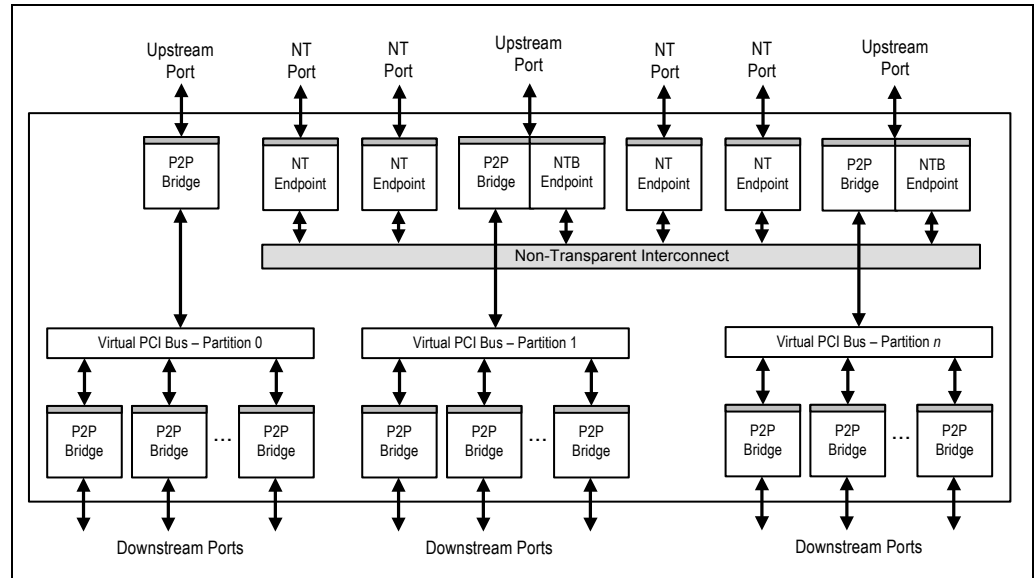 Upstream Port
NT Port
NT Port
Upstream Port
NT Port
NT Port
Upstream Port
P2P Bridge
NT Endpoint
NT Endpoint
P2P Bridge
NTB Endpoint
NT Endpoint
NT Endpoint
P2P Bridge
NTB Endpoint
Non-Transparent Interconnect
Virtual PCI Bus – Partition 0
Virtual PCI Bus – Partition 1
Virtual PCI Bus – Partition n
P2P Bridge
P2P Bridge
...
P2P Bridge
P2P Bridge
P2P Bridge
...
P2P Bridge
P2P Bridge
P2P Bridge
...
P2P Bridge
Downstream Ports
Downstream Ports
Downstream Ports